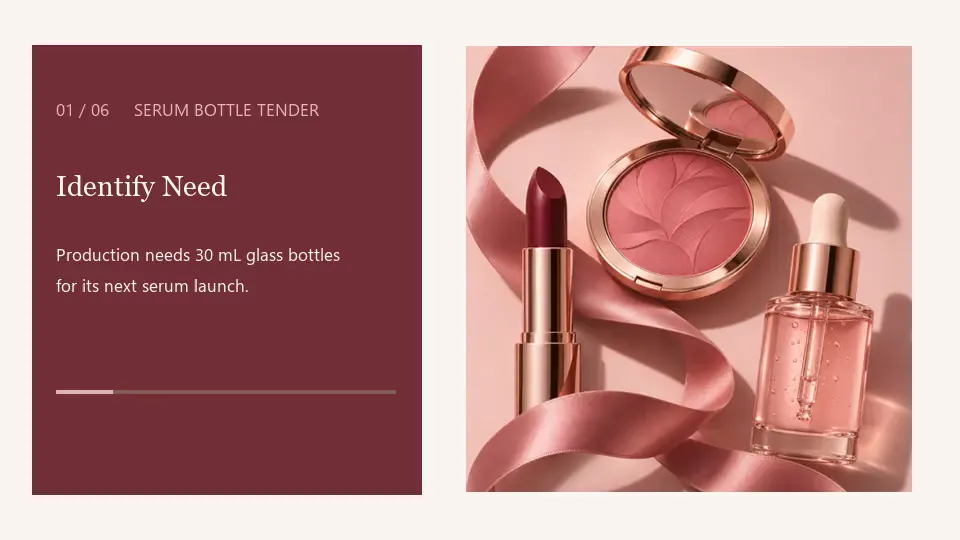 01 / 06 SERUM BOTTLE TENDER
Identify Need
Production needs 30 mL glass bottles
for its next serum launch.